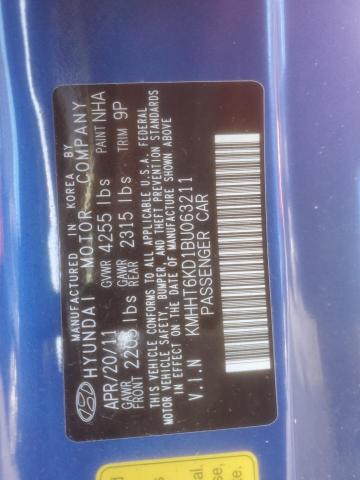 MANUFACTURED IN KOREA BY
HYUNDAI MOTOR COMPANY
APR/20/11 GVWR 4255 lbs PAINT NHA
GAWR FRONT 2205 lbs GAWR REAR 2315 lbs TRIM 9P
THIS VEHICLE CONFORMS TO ALL APPLICABLE U.S.A. FEDERAL
MOTOR VEHICLE SAFETY, BUMPER, AND THEFT PREVENTION STANDARDS
IN EFFECT ON THE DATE OF MANUFACTURE SHOWN ABOVE
V.I.N KMHHT6KD1BU063211
PASSENGER CAR